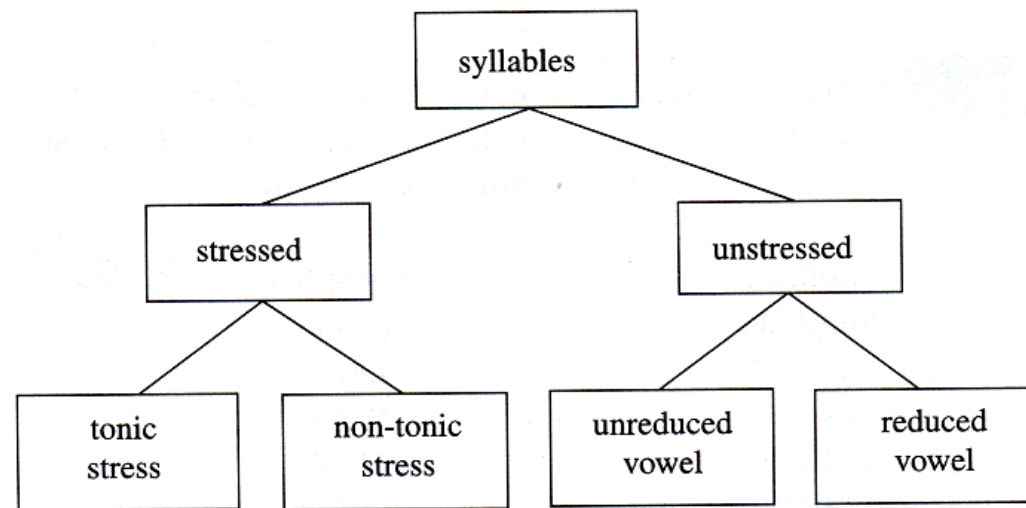 syllables
stressed
unstressed
tonic
stress
non-tonic
stress
unreduced
vowel
reduced
vowel